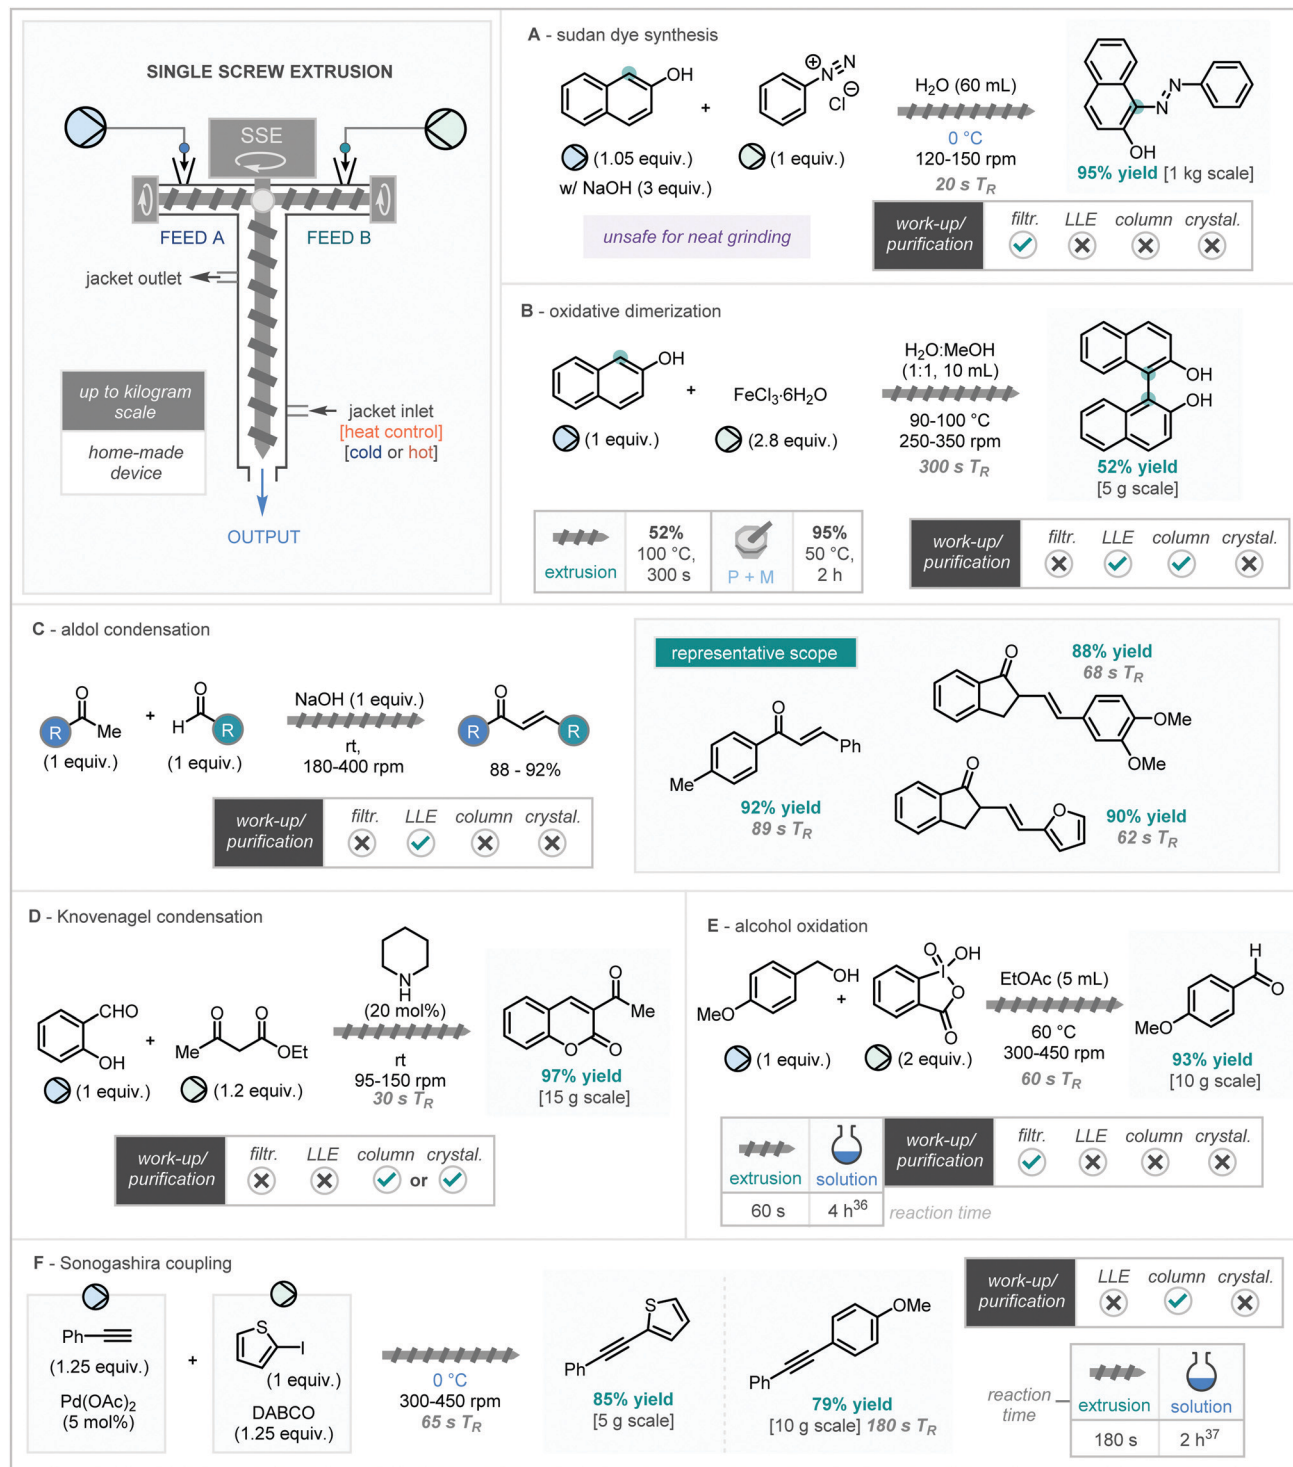 SINGLE SCREW EXTRUSION
SSE
FEED A
FEED B
jacket outlet
up to kilogram
scale
home-made
device
jacket inlet
[heat control]
[cold or hot]
OUTPUT
A - sudan dye synthesis
OH
+
N≡N
⊕
Cl⊖
(1.05 equiv.)
w/ NaOH (3 equiv.)
(1 equiv.)
H₂O (60 mL)
0 °C
120-150 rpm
20 s T_R
N
N
OH
95% yield [1 kg scale]
unsafe for neat grinding
work-up/
purification
filtr. LLE column crystal.
B - oxidative dimerization
OH
+
FeCl₃·6H₂O
(1 equiv.)
(2.8 equiv.)
H₂O:MeOH
(1:1, 10 mL)
90-100 °C
250-350 rpm
300 s T_R
OH
OH
52% yield
[5 g scale]
extrusion
52%
100 °C,
300 s
P + M
95%
50 °C,
2 h
work-up/
purification
filtr. LLE column crystal.
C - aldol condensation
O
R
Me
(1 equiv.)
+
O
H
R
(1 equiv.)
NaOH (1 equiv.)
rt,
180-400 rpm
O
R
R
88 - 92%
work-up/
purification
filtr. LLE column crystal.
representative scope
O
Ph
Me
92% yield
89 s T_R
O
OMe
OMe
88% yield
68 s T_R
O
O
90% yield
62 s T_R
D - Knovenagel condensation
CHO
OH
(1 equiv.)
+
O
O
Me
OEt
(1.2 equiv.)
N
H
(20 mol%)
rt
95-150 rpm
30 s T_R
O
Me
O
O
97% yield
[15 g scale]
work-up/
purification
filtr. LLE column or crystal.
E - alcohol oxidation
OH
MeO
(1 equiv.)
+
O
OH
I
O
O
(2 equiv.)
EtOAc (5 mL)
60 °C
300-450 rpm
60 s T_R
H
O
MeO
93% yield
[10 g scale]
extrusion
solution
60 s
4 h³⁶
reaction time
work-up/
purification
filtr. LLE column crystal.
F - Sonogashira coupling
Ph
(1.25 equiv.)
Pd(OAc)₂
(5 mol%)
+
S
I
(1 equiv.)
DABCO
(1.25 equiv.)
0 °C
300-450 rpm
65 s T_R
S
Ph
85% yield
[5 g scale]
OMe
Ph
79% yield
[10 g scale] 180 s T_R
work-up/
purification
LLE column crystal.
reaction
time
extrusion
solution
180 s
2 h³⁷